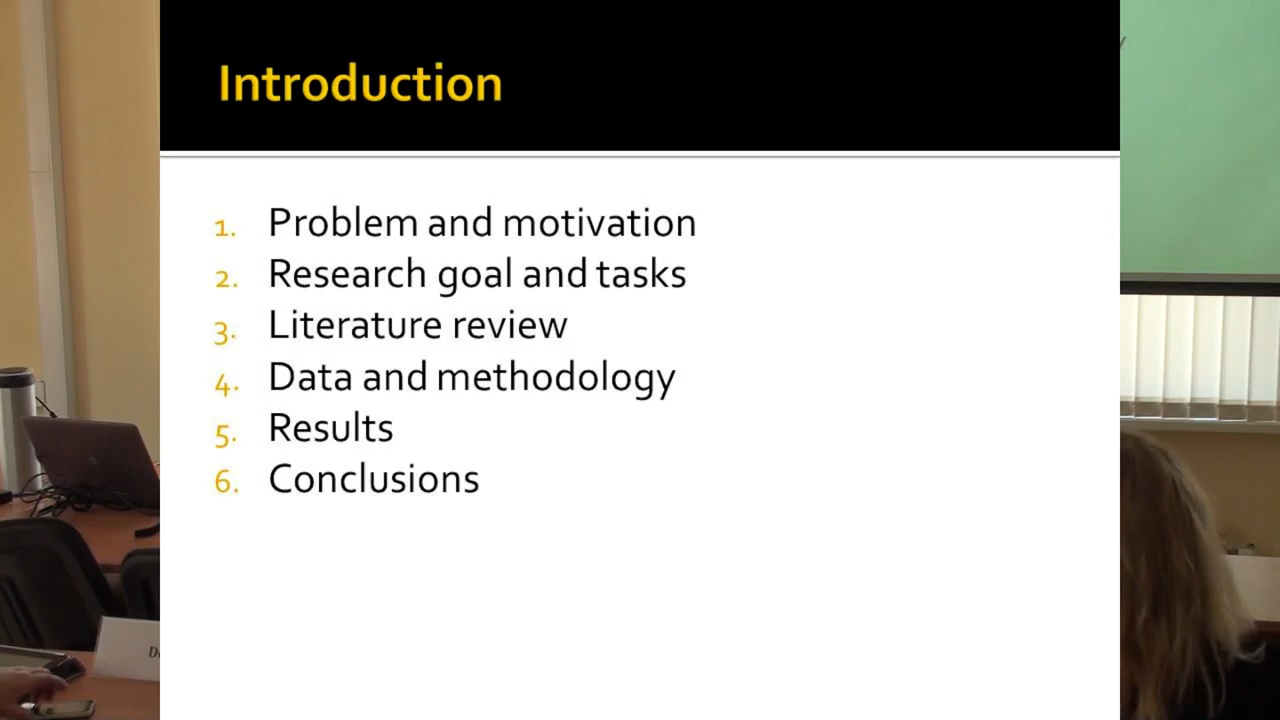 Introduction
1. Problem and motivation
2. Research goal and tasks
3. Literature review
4. Data and methodology
5. Results
6. Conclusions